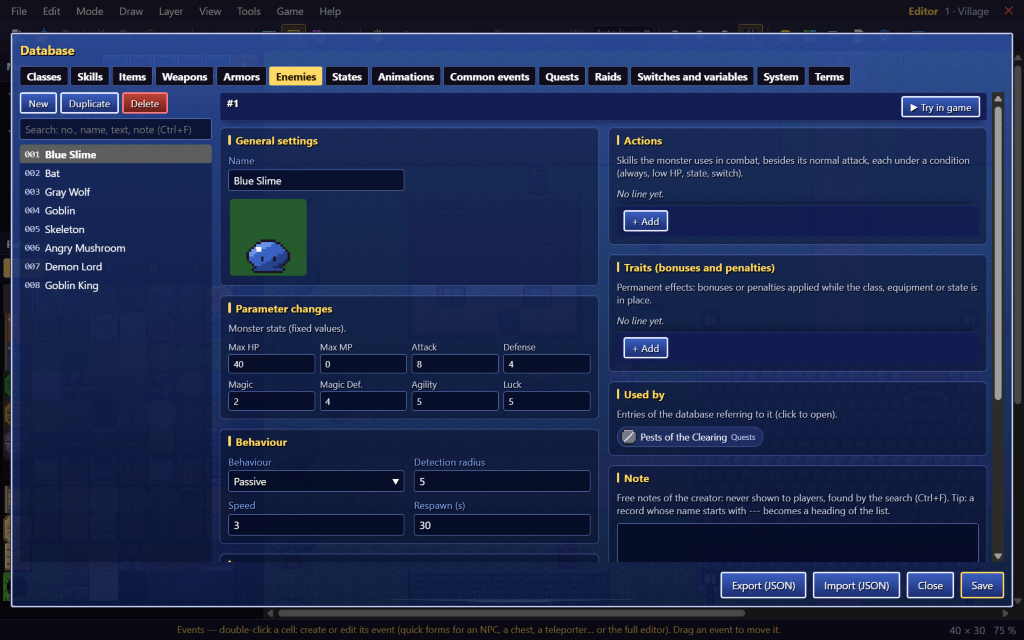 File Edit Mode Draw Layer View Tools Game Help
Editor 1 · Village ✕
Database
Classes Skills Items Weapons Armors Enemies States Animations Common events Quests Raids Switches and variables System Terms
New Duplicate Delete
Search: no., name, text, note (Ctrl+F)
001 Blue Slime
002 Bat
003 Gray Wolf
004 Goblin
005 Skeleton
006 Angry Mushroom
007 Demon Lord
008 Goblin King
#1
▶ Try in game
General settings
Name
Blue Slime
Parameter changes
Monster stats (fixed values).
Max HP Max MP Attack Defense
40 0 8 4
Magic Magic Def. Agility Luck
2 4 5 5
Behaviour
Behaviour Detection radius
Passive 5
Speed Respawn (s)
3 30
Actions
Skills the monster uses in combat, besides its normal attack, each under a condition
(always, low HP, state, switch).
No line yet.
+ Add
Traits (bonuses and penalties)
Permanent effects: bonuses or penalties applied while the class, equipment or state is
in place.
No line yet.
+ Add
Used by
Entries of the database referring to it (click to open).
Pests of the Clearing Quests
Note
Free notes of the creator: never shown to players, found by the search (Ctrl+F). Tip: a
record whose name starts with --- becomes a heading of the list.
Export (JSON) Import (JSON) Close Save
Events — double-click a cell: create or edit its event (quick forms for an NPC, a chest, a teleporter... or the full editor). Drag an event to move it.
40 × 30 75 %